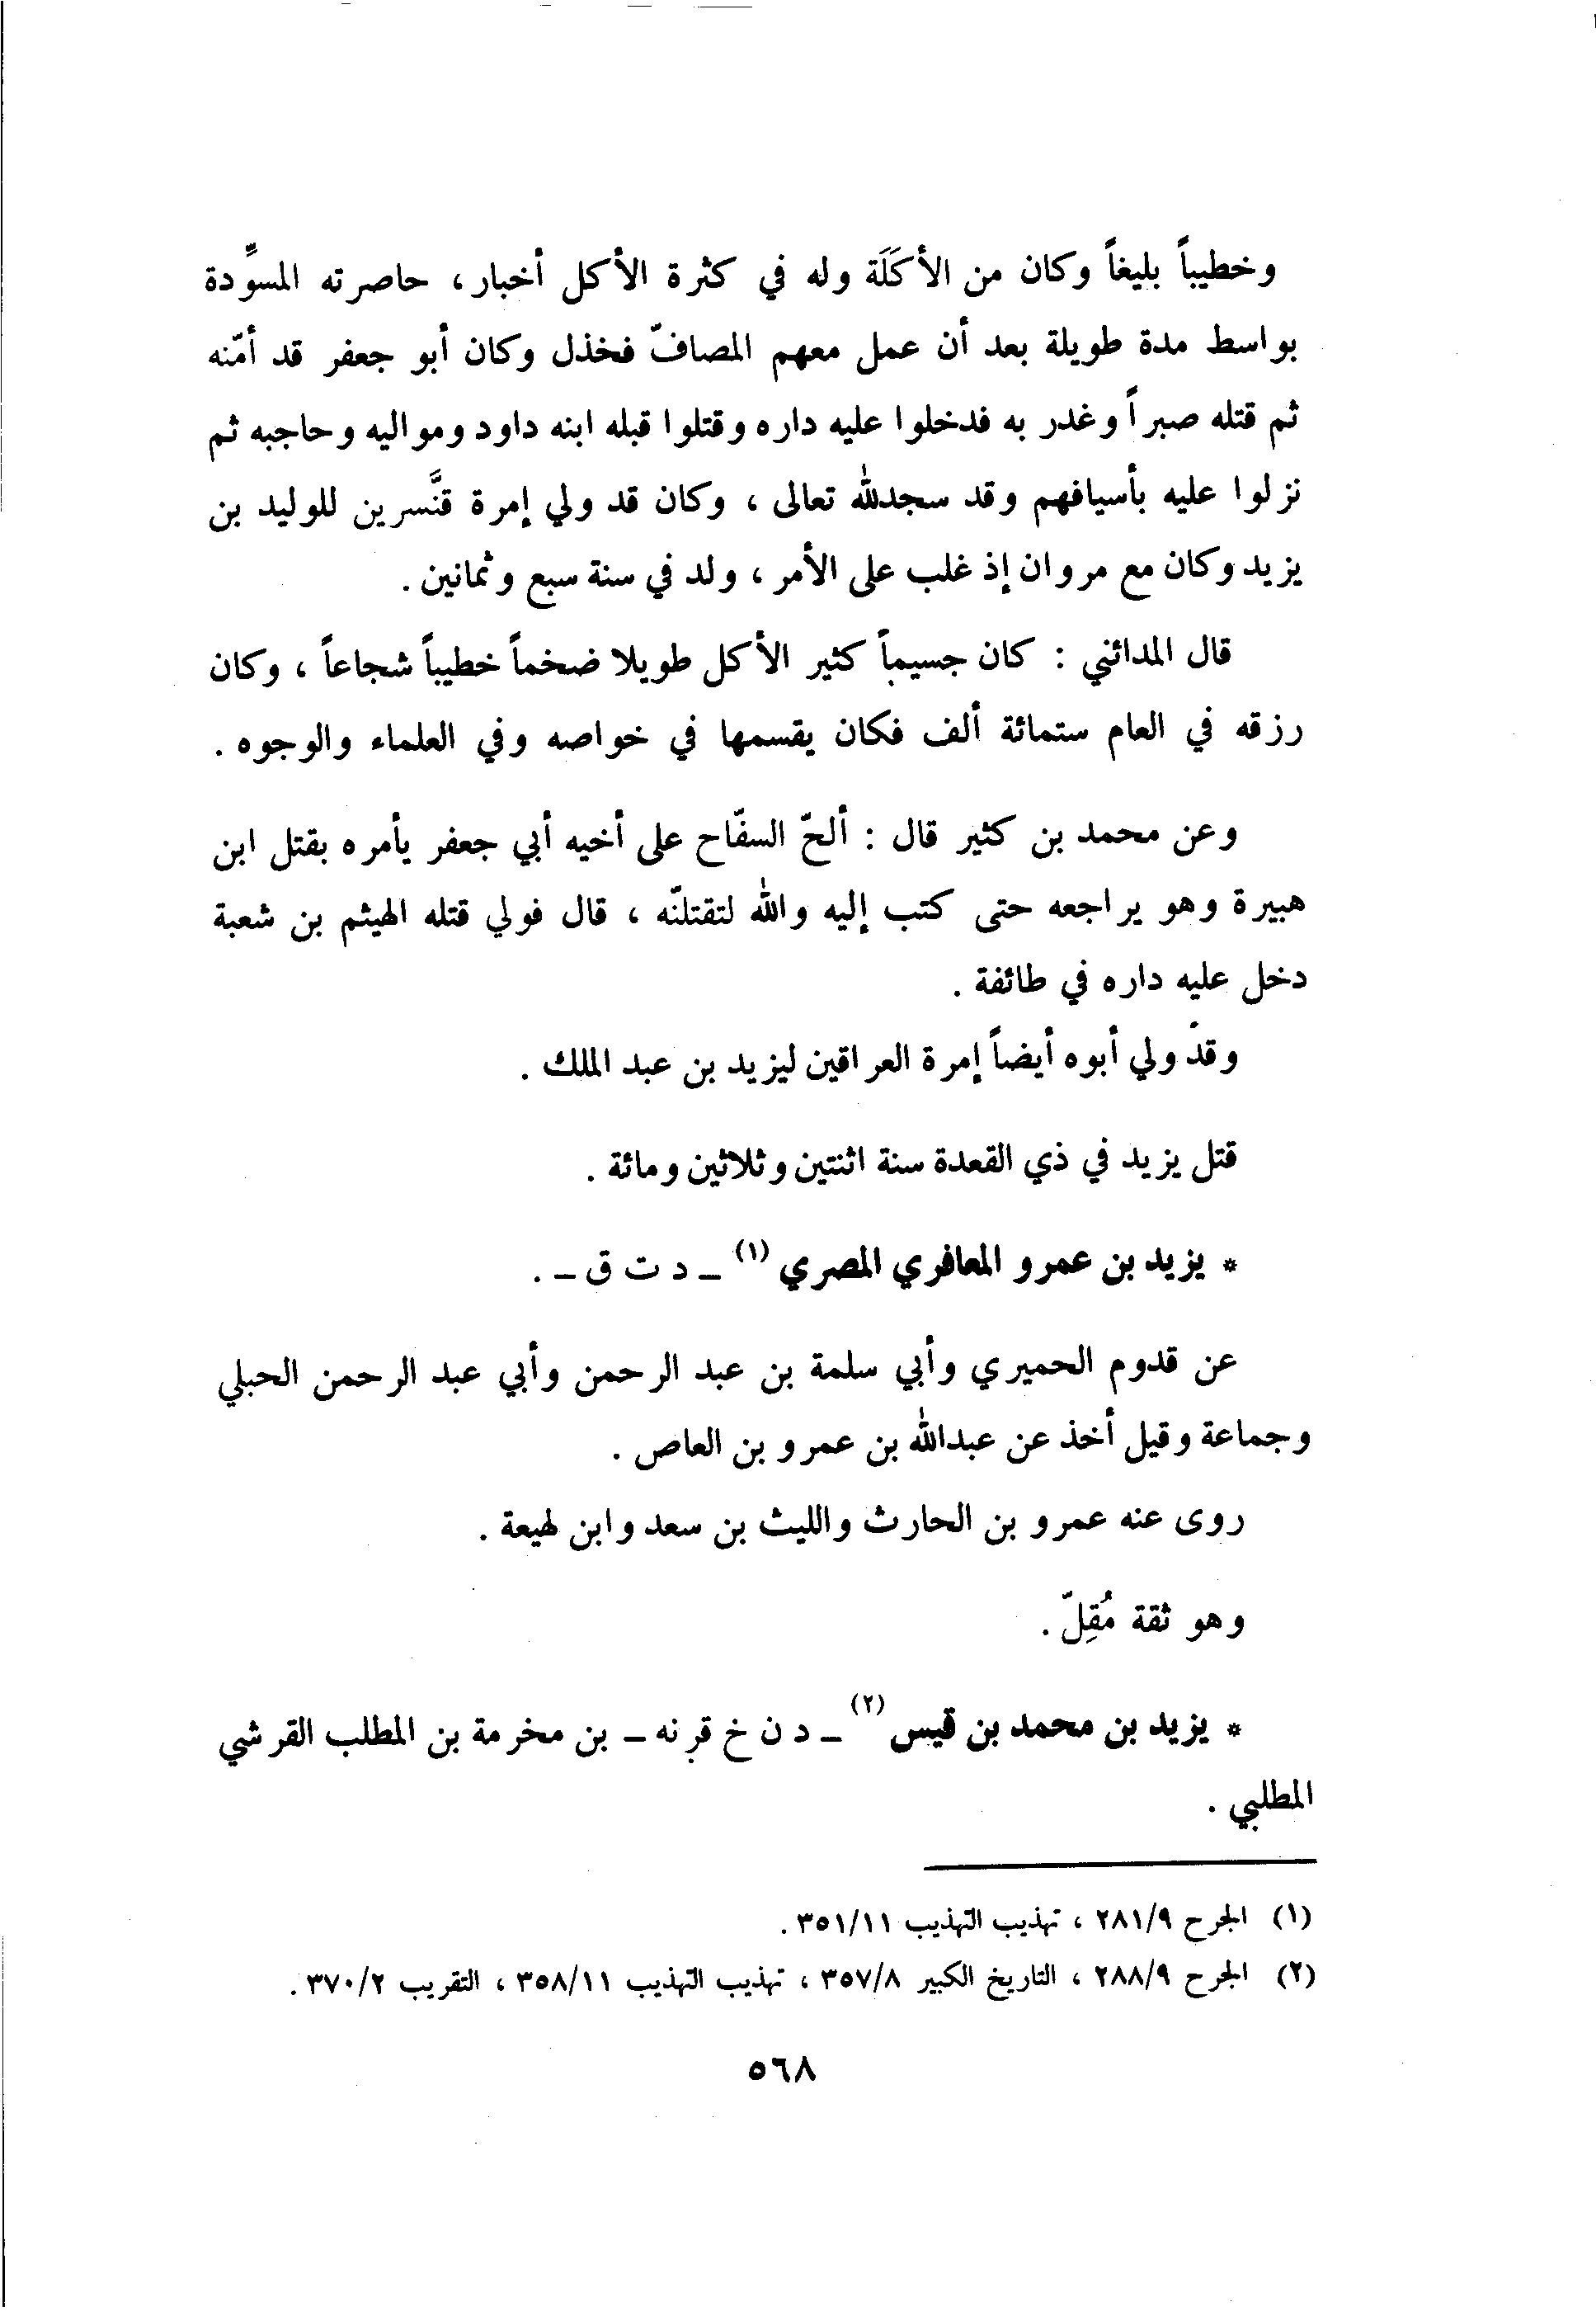 وخطيباً بليغاً وكان من الأكَلَة وله في كثرة الأكل أخبار ، حاصرته المسوِّدة
بواسط مدة طويلة بعد أن عمل معهم المصافّ فخذل وكان أبو جعفر قد أمّنه
ثم قتله صبراً وغدر به فدخلوا عليه داره وقتلوا قبله ابنه داود ومواليه وحاجبه ثم
نزلوا عليه بأسيافهم وقد سجدلله تعالى ، وكان قد ولي إمرة قنَّسرين للوليد بن
يزيد وكان مع مروان إذ غلب على الأمر ، ولد في سنة سبع وثمانين .
قال المدائني : كان جسيماً كثير الأكل طويلا ضخماً خطيباً شجاعاً ، وكان
رزقه في العام ستمائة ألف فكان يقسمها في خواصه وفي العلماء والوجوه .
وعن محمد بن كثير قال : ألحّ السفّاح على أخيه أبي جعفر يأمره بقتل ابن
هبيرة وهو يراجعه حتى كتب إليه والله لتقتلنّه ، قال فولي قتله الهيثم بن شعبة
دخل عليه داره في طائفة .
وقد ولي أبوه أيضاً إمرة العراقين ليزيد بن عبد الملك .
قتل يزيد في ذي القعدة سنة اثنتين وثلاثين ومائة .
* يزيد بن عمرو المعافري المصري (١) ـ د ت ق ـ .
عن قدوم الحميري وأبي سلمة بن عبد الرحمن وأبي عبد الرحمن الحبلي
وجماعة وقيل أخذ عن عبدالله بن عمرو بن العاص .
روى عنه عمرو بن الحارث والليث بن سعد وابن لهيعة .
وهو ثقة مُقِلّ .
* يزيد بن محمد بن قيس (٢) ـ د ن خ قرنه ـ بن مخرمة بن المطلب القرشي
المطلبي .
(١) الجرح ٢٨١/٩ ، تهذيب التهذيب ٣٥١/١١ .
(٢) الجرح ٢٨٨/٩ ، التاريخ الكبير ٣٥٧/٨ ، تهذيب التهذيب ٣٥٨/١١ ، التقريب ٣٧٠/٢ .
٥٦٨